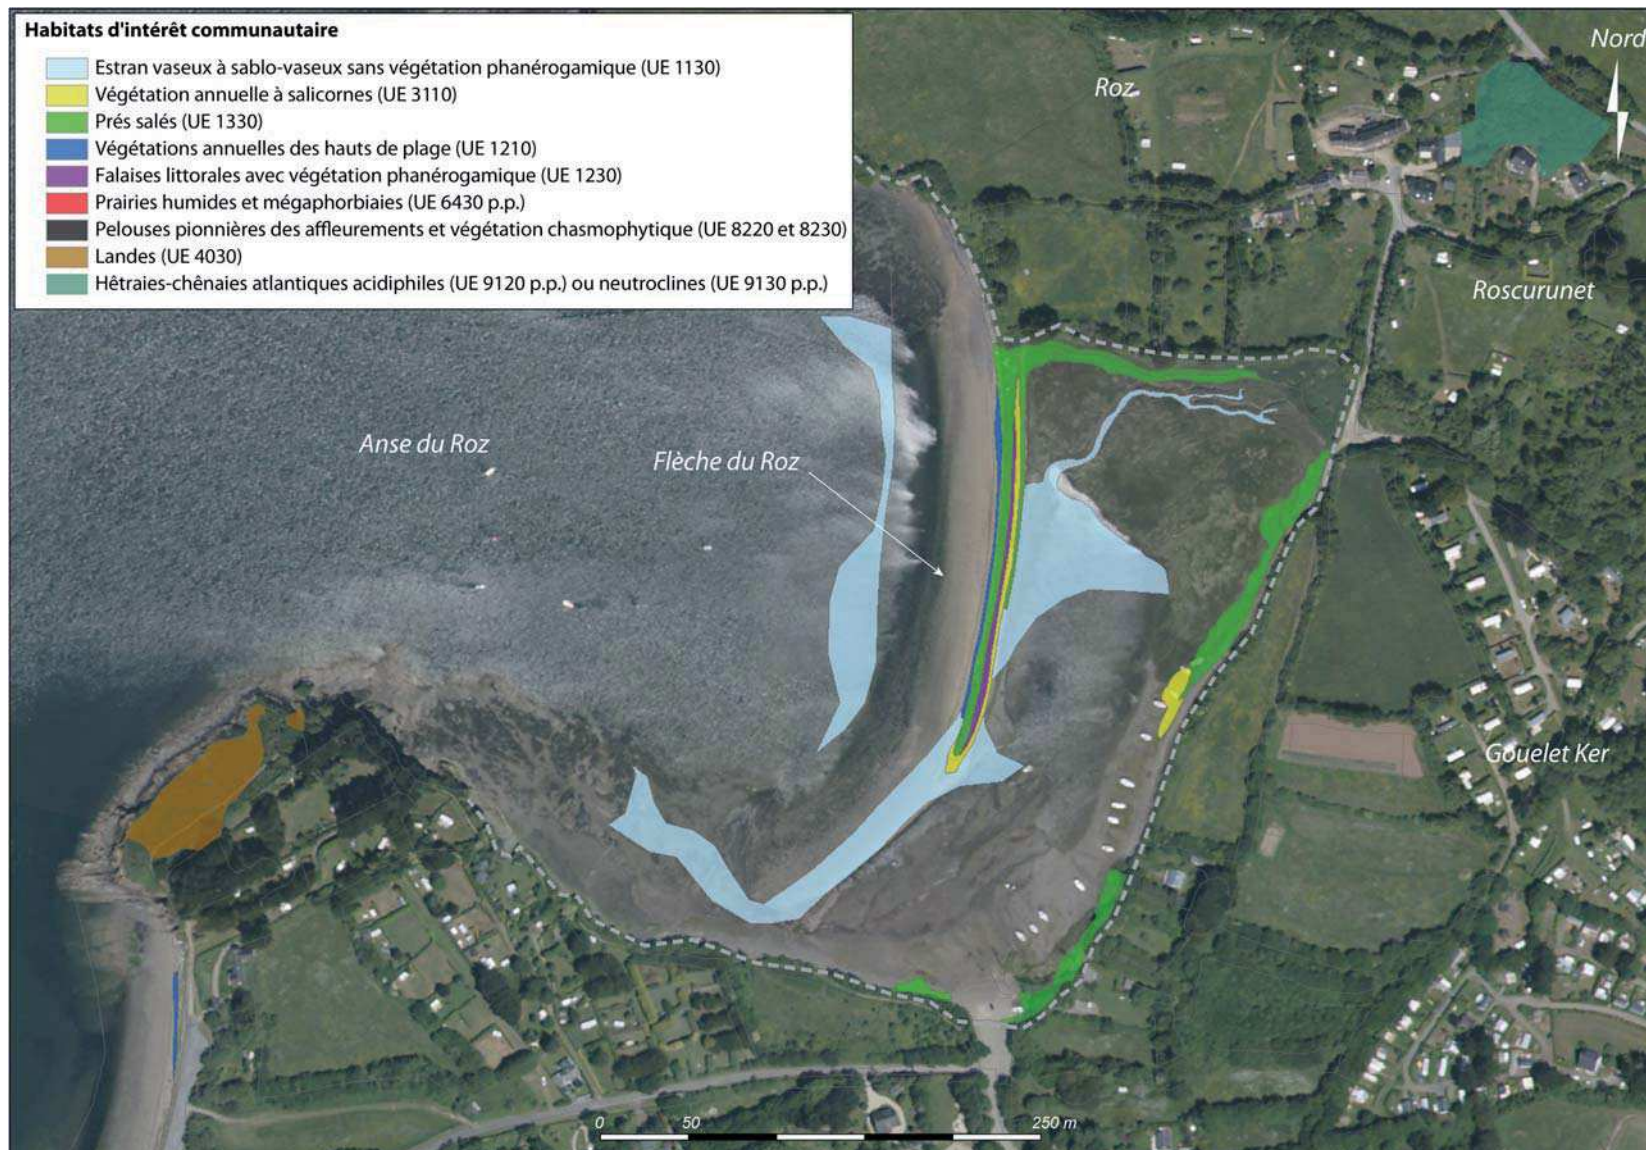 Habitats d'intérêt communautaire
Estran vaseux à sablo-vaseux sans végétation phanérogamique (UE 1130)
Végétation annuelle à salicornes (UE 3110)
Prés salés (UE 1330)
Végétations annuelles des hauts de plage (UE 1210)
Falaises littorales avec végétation phanérogamique (UE 1230)
Prairies humides et mégaphorbiaies (UE 6430 p.p.)
Pelouses pionnières des affleurements et végétation chasmophytique (UE 8220 et 8230)
Landes (UE 4030)
Hêtraies-chênaies atlantiques acidiphiles (UE 9120 p.p.) ou neutroclines (UE 9130 p.p.)
Nord
Roz
Roscurunet
Anse du Roz
Flèche du Roz
Gouelet Ker
0 50 250 m